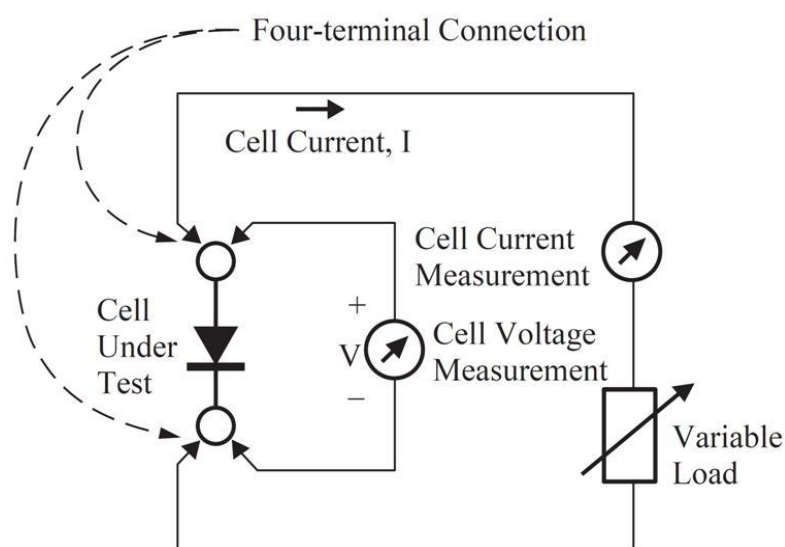 Four-terminal Connection
Cell Current, I
Cell Current
Measurement
Cell
Under
Test
+
V
−
Cell Voltage
Measurement
Variable
Load